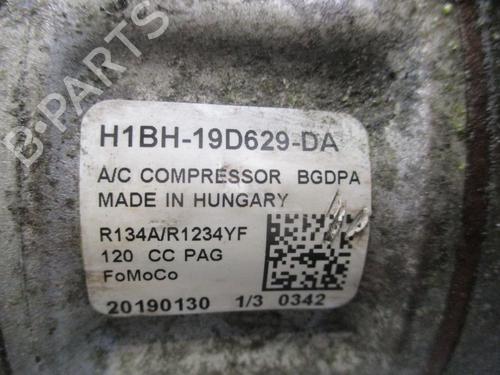 B-PARTS
H1BH-19D629-DA
A/C COMPRESSOR BGDPA
MADE IN HUNGARY
R134A/R1234YF
120 CC PAG
FoMoCo
20190130 1/3 0342